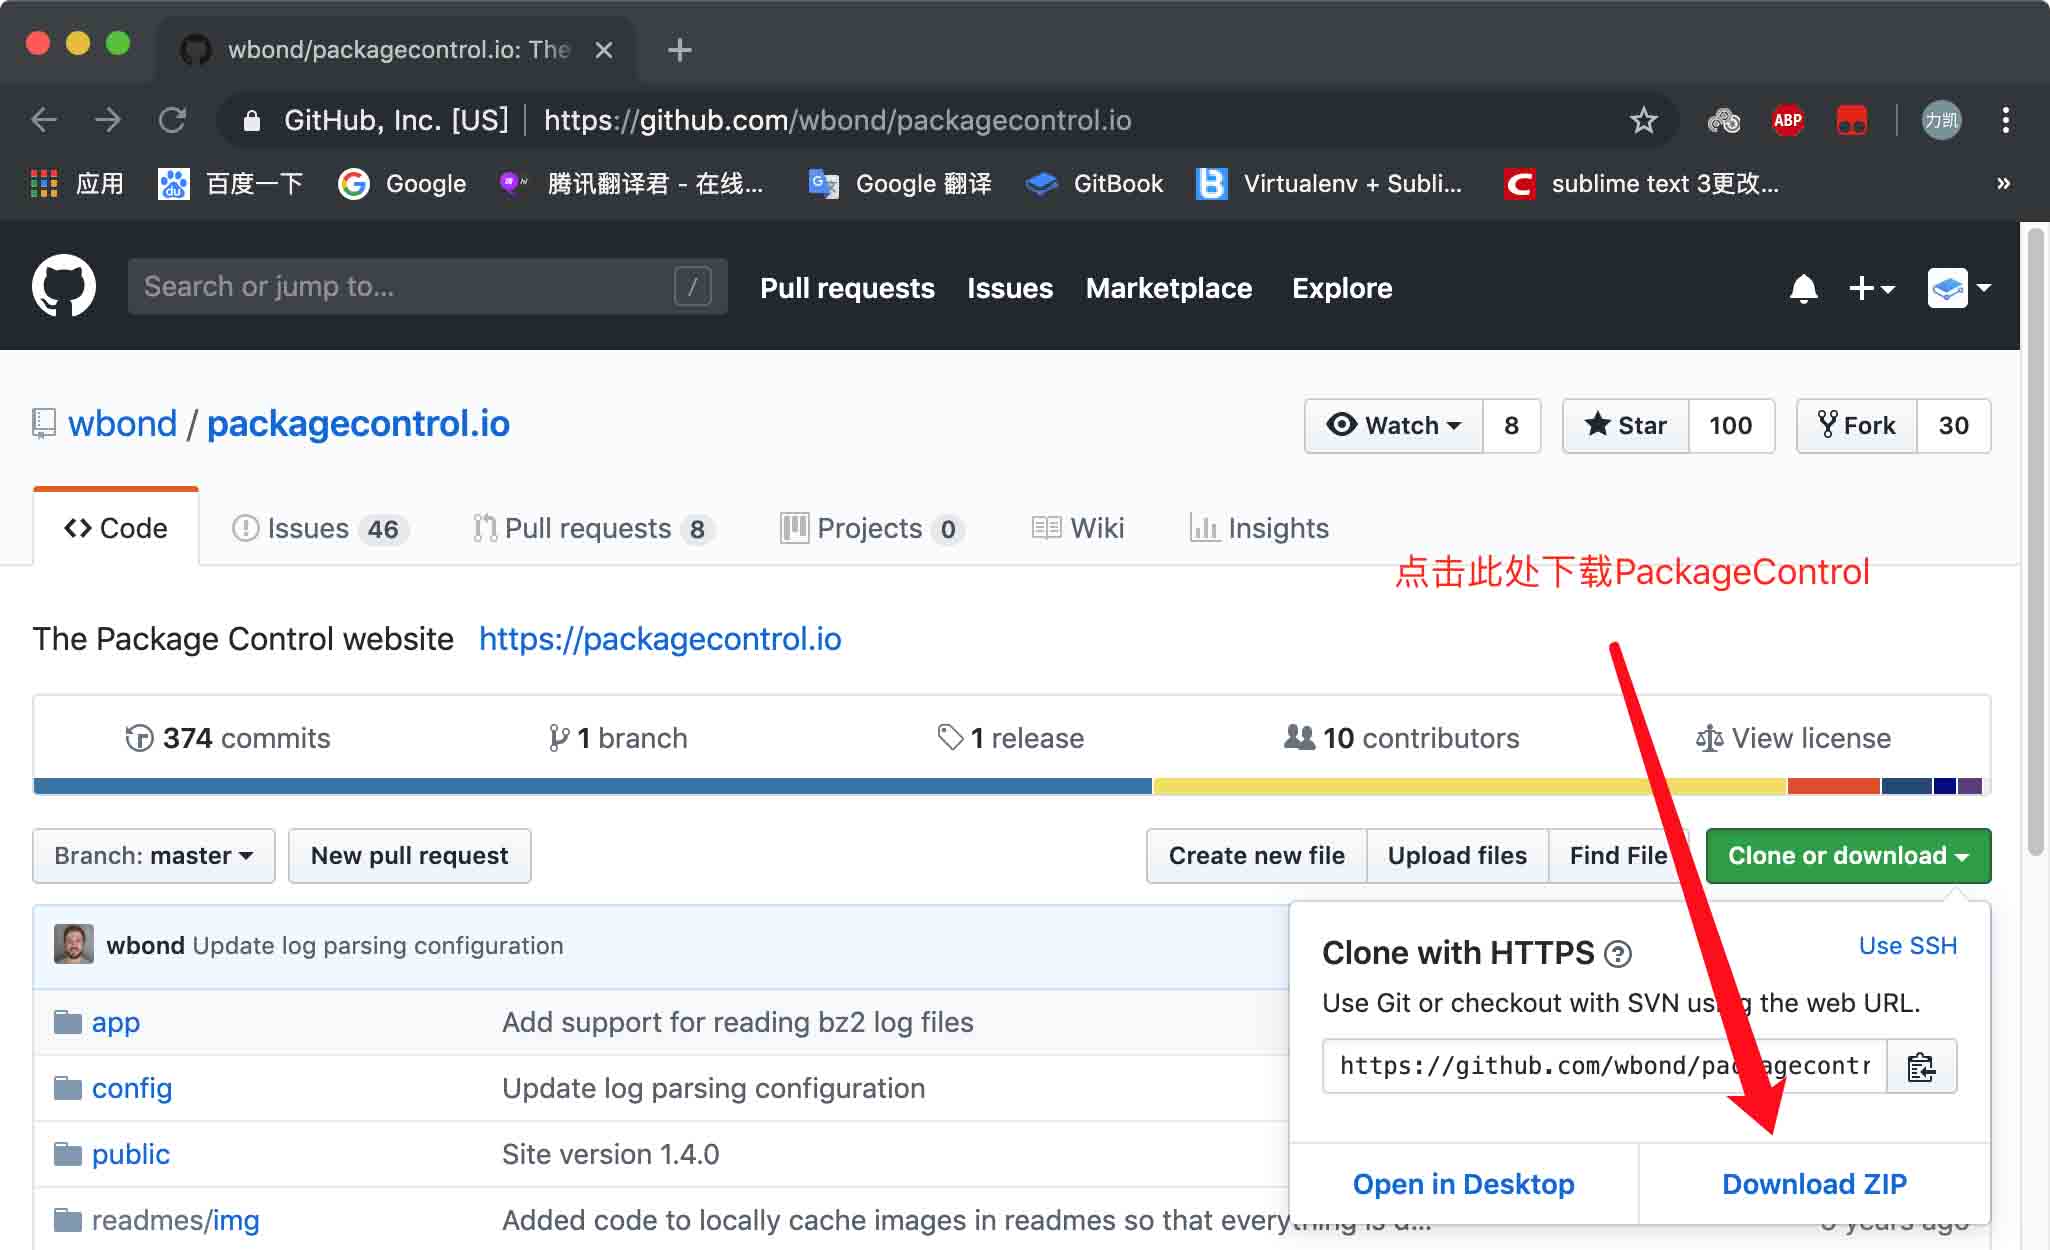 wbond/packagecontrol.io: The
GitHub, Inc. [US] https://github.com/wbond/packagecontrol.io
ABP
力凯
应用 百度一下 Google 腾讯翻译君 - 在线... Google 翻译 GitBook Virtualenv + Subli... sublime text 3更改... »
Search or jump to... / Pull requests Issues Marketplace Explore
wbond / packagecontrol.io Watch 8 Star 100 Fork 30
Code Issues 46 Pull requests 8 Projects 0 Wiki Insights
点击此处下载PackageControl
The Package Control website https://packagecontrol.io
374 commits 1 branch 1 release 10 contributors View license
Branch: master New pull request Create new file Upload files Find File Clone or download
wbond Update log parsing configuration
Clone with HTTPS Use SSH
Use Git or checkout with SVN using the web URL.
https://github.com/wbond/packagecontr
Open in Desktop Download ZIP
app Add support for reading bz2 log files
config Update log parsing configuration
public Site version 1.4.0
readmes/img Added code to locally cache images in readmes so that everything is d... years ago